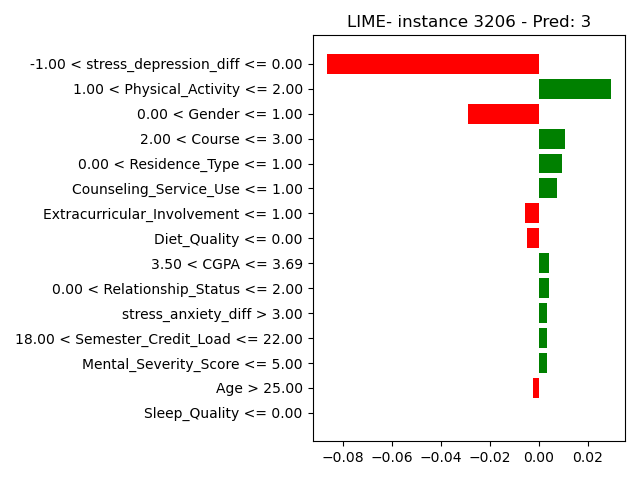 LIME- instance 3206 - Pred: 3
-1.00 < stress_depression_diff <= 0.00
1.00 < Physical_Activity <= 2.00
0.00 < Gender <= 1.00
2.00 < Course <= 3.00
0.00 < Residence_Type <= 1.00
Counseling_Service_Use <= 1.00
Extracurricular_Involvement <= 1.00
Diet_Quality <= 0.00
3.50 < CGPA <= 3.69
0.00 < Relationship_Status <= 2.00
stress_anxiety_diff > 3.00
18.00 < Semester_Credit_Load <= 22.00
Mental_Severity_Score <= 5.00
Age > 25.00
Sleep_Quality <= 0.00
−0.08 −0.06 −0.04 −0.02 0.00 0.02